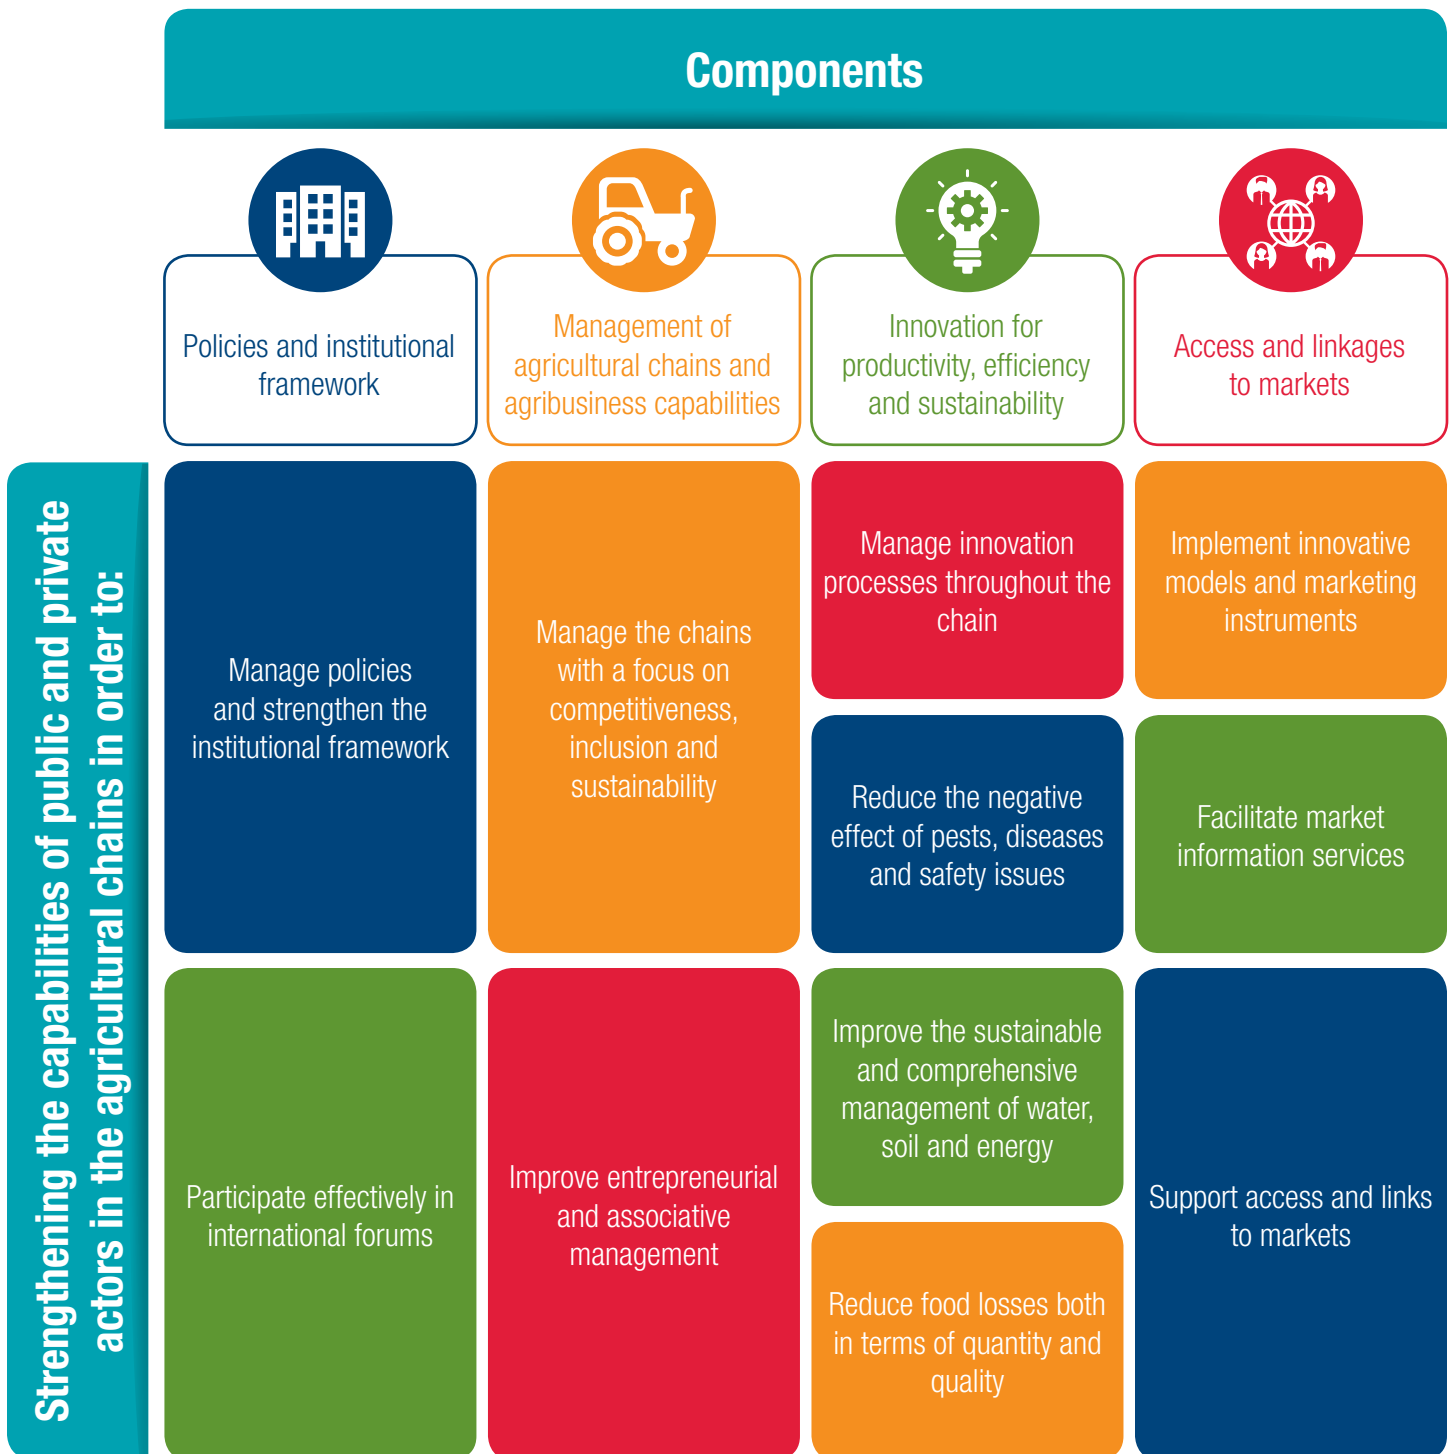 Components
Policies and institutional
framework
Management of
agricultural chains and
agribusiness capabilities
Innovation for
productivity, efficiency
and sustainability
Access and linkages
to markets
Strengthening the capabilities of public and private
actors in the agricultural chains in order to:
Manage policies
and strengthen the
institutional framework
Participate effectively in
international forums
Manage the chains
with a focus on
competitiveness,
inclusion and
sustainability
Improve entrepreneurial
and associative
management
Manage innovation
processes throughout the
chain
Reduce the negative
effect of pests, diseases
and safety issues
Improve the sustainable
and comprehensive
management of water,
soil and energy
Reduce food losses both
in terms of quantity and
quality
Implement innovative
models and marketing
instruments
Facilitate market
information services
Support access and links
to markets